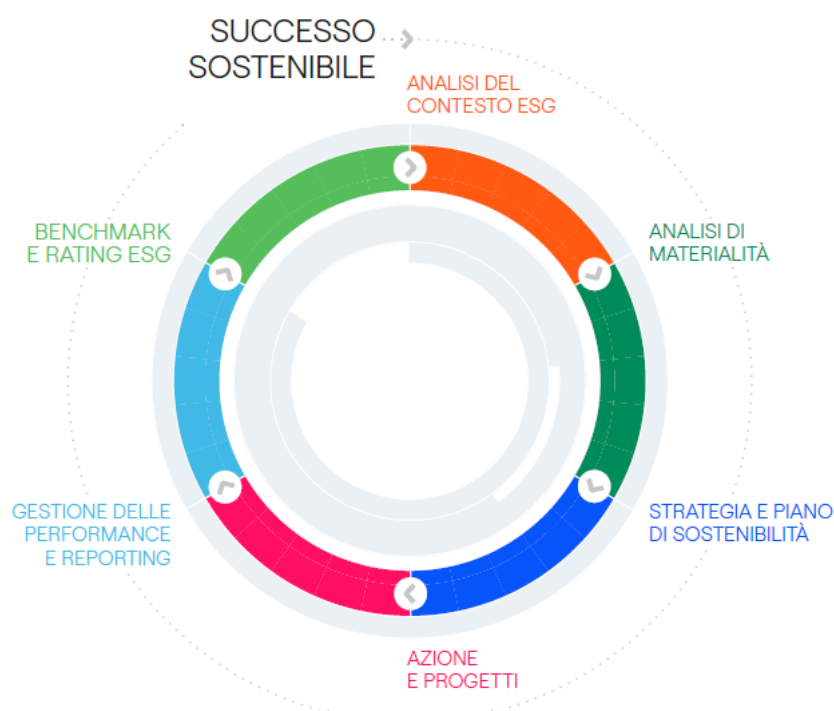 SUCCESSO
SOSTENIBILE
ANALISI DEL
CONTESTO ESG
ANALISI DI
MATERIALITÀ
STRATEGIA E PIANO
DI SOSTENIBILITÀ
AZIONE
E PROGETTI
GESTIONE DELLE
PERFORMANCE
E REPORTING
BENCHMARK
E RATING ESG